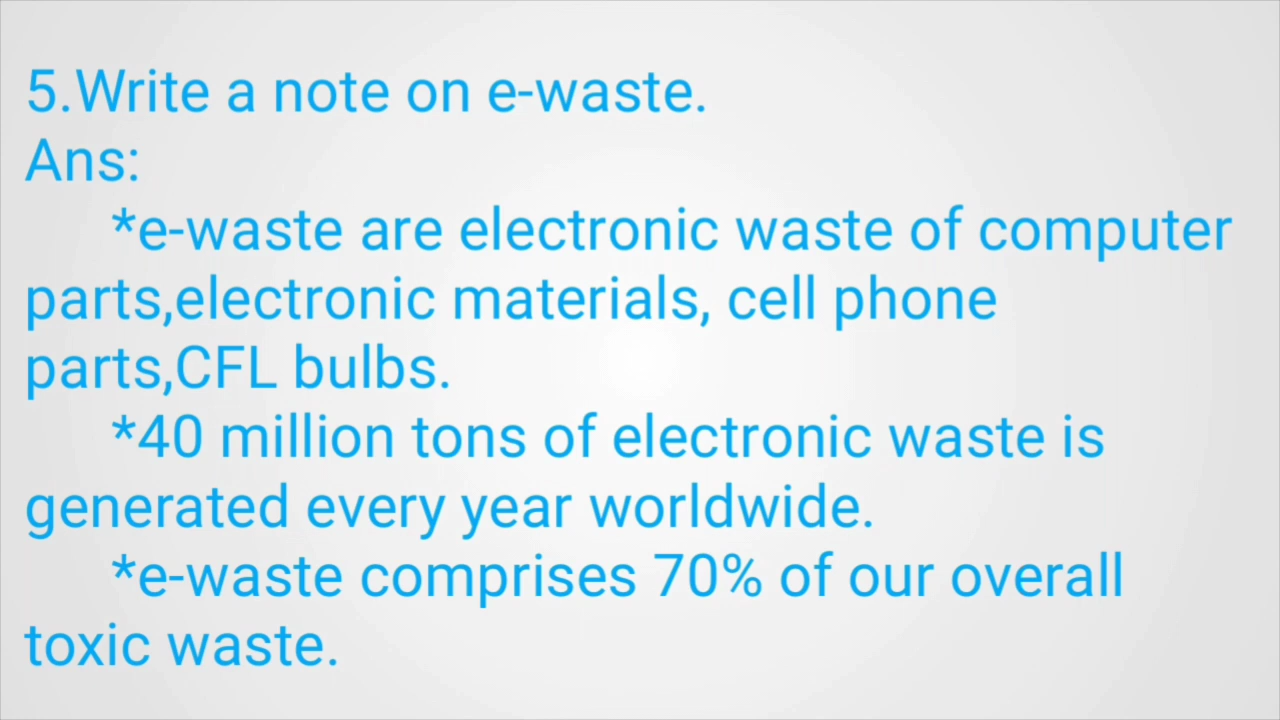 5.Write a note on e-waste.
Ans:
*e-waste are electronic waste of computer
parts,electronic materials, cell phone
parts,CFL bulbs.
*40 million tons of electronic waste is
generated every year worldwide.
*e-waste comprises 70% of our overall
toxic waste.